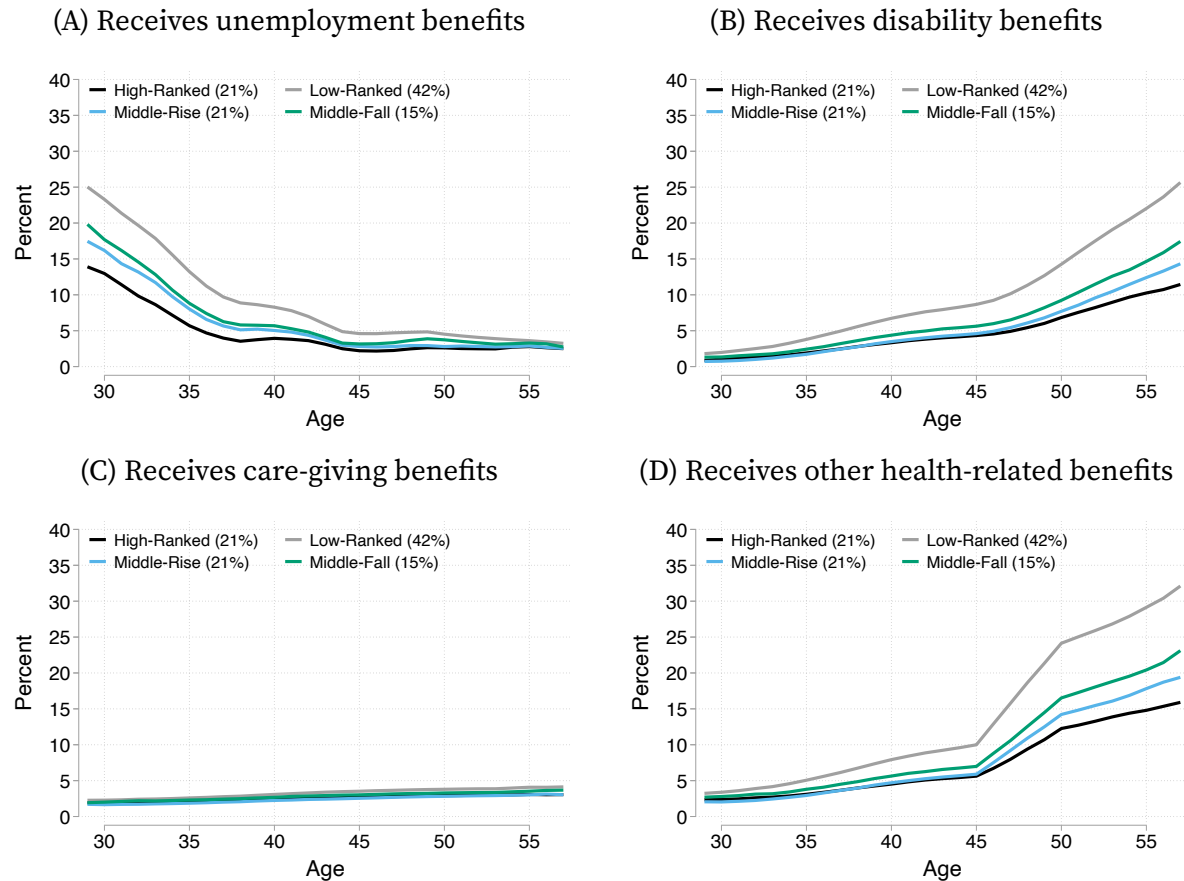 (A) Receives unemployment benefits
40
35
30
25
20
15
10
5
0
Percent
High-Ranked (21%) Low-Ranked (42%)
Middle-Rise (21%) Middle-Fall (15%)
30 35 40 45 50 55
Age
(B) Receives disability benefits
40
35
30
25
20
15
10
5
0
Percent
High-Ranked (21%) Low-Ranked (42%)
Middle-Rise (21%) Middle-Fall (15%)
30 35 40 45 50 55
Age
(C) Receives care-giving benefits
40
35
30
25
20
15
10
5
0
Percent
High-Ranked (21%) Low-Ranked (42%)
Middle-Rise (21%) Middle-Fall (15%)
30 35 40 45 50 55
Age
(D) Receives other health-related benefits
40
35
30
25
20
15
10
5
0
Percent
High-Ranked (21%) Low-Ranked (42%)
Middle-Rise (21%) Middle-Fall (15%)
30 35 40 45 50 55
Age